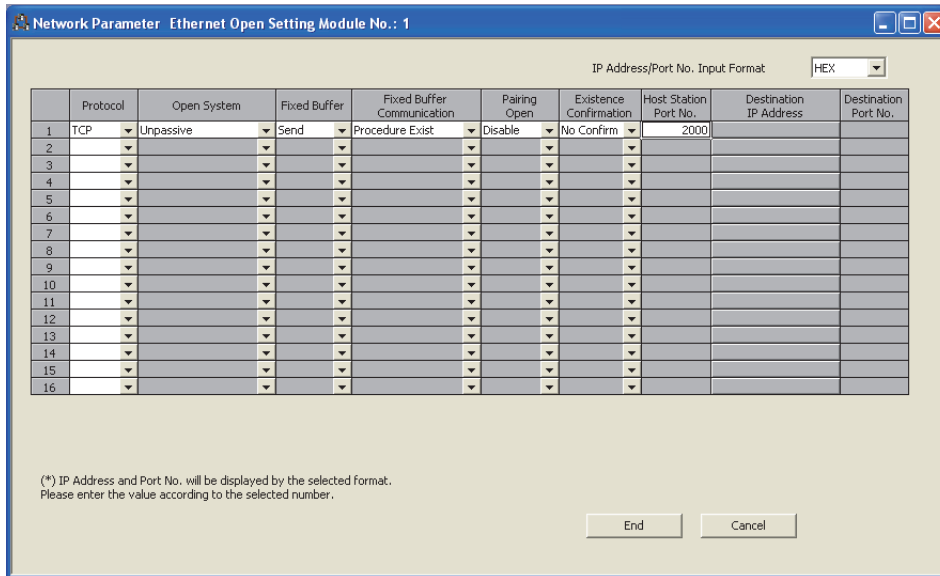 Network Parameter Ethernet Open Setting Module No.: 1
IP Address/Port No. Input Format HEX
Protocol Open System Fixed Buffer Fixed Buffer Communication Pairing Open Existence Confirmation Host Station Port No. Destination IP Address Destination Port No.
1 TCP Unpassive Send Procedure Exist Disable No Confirm 2000
2
3
4
5
6
7
8
9
10
11
12
13
14
15
16
(*) IP Address and Port No. will be displayed by the selected format.
Please enter the value according to the selected number.
End Cancel